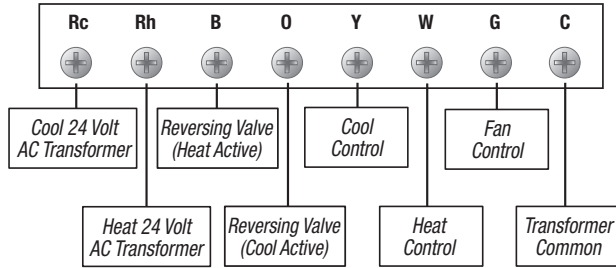 Rc Rh B O Y W G C
Cool 24 Volt
AC Transformer
Reversing Valve
(Heat Active)
Cool
Control
Fan
Control
Heat 24 Volt
AC Transformer
Reversing Valve
(Cool Active)
Heat
Control
Transformer
Common